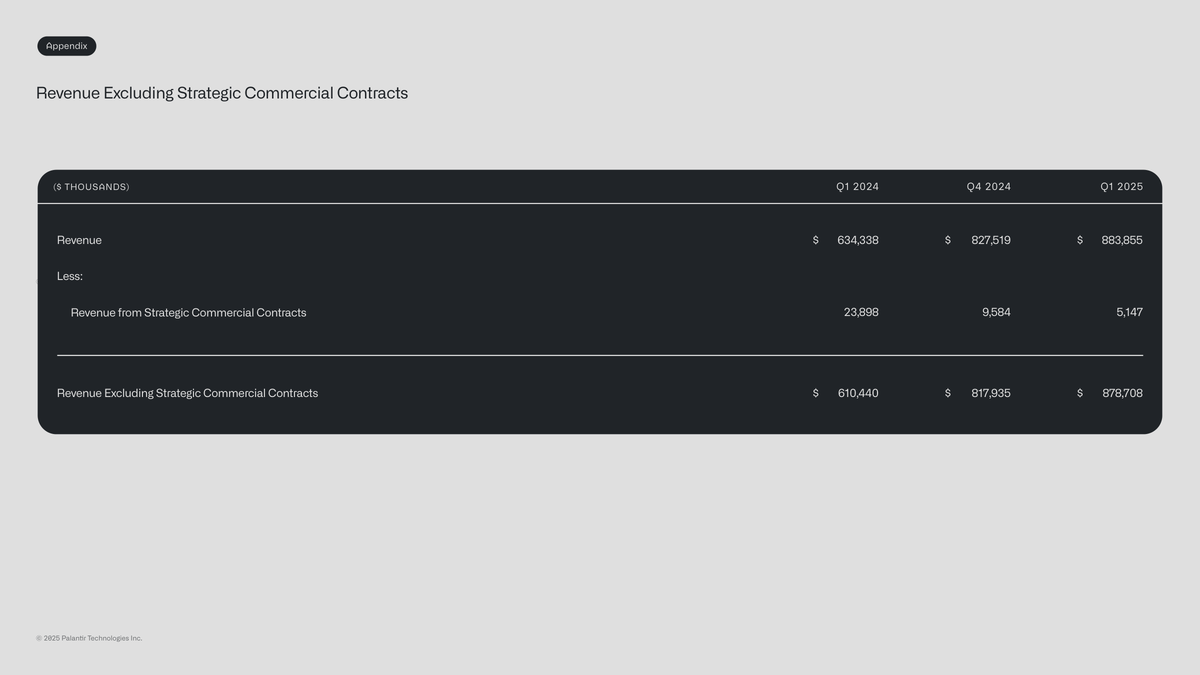 Appendix
Revenue Excluding Strategic Commercial Contracts
($ THOUSANDS) Q1 2024 Q4 2024 Q1 2025
Revenue $ 634,338 $ 827,519 $ 883,855
Less:
Revenue from Strategic Commercial Contracts 23,898 9,584 5,147
Revenue Excluding Strategic Commercial Contracts $ 610,440 $ 817,935 $ 878,708
© 2025 Palantir Technologies Inc.